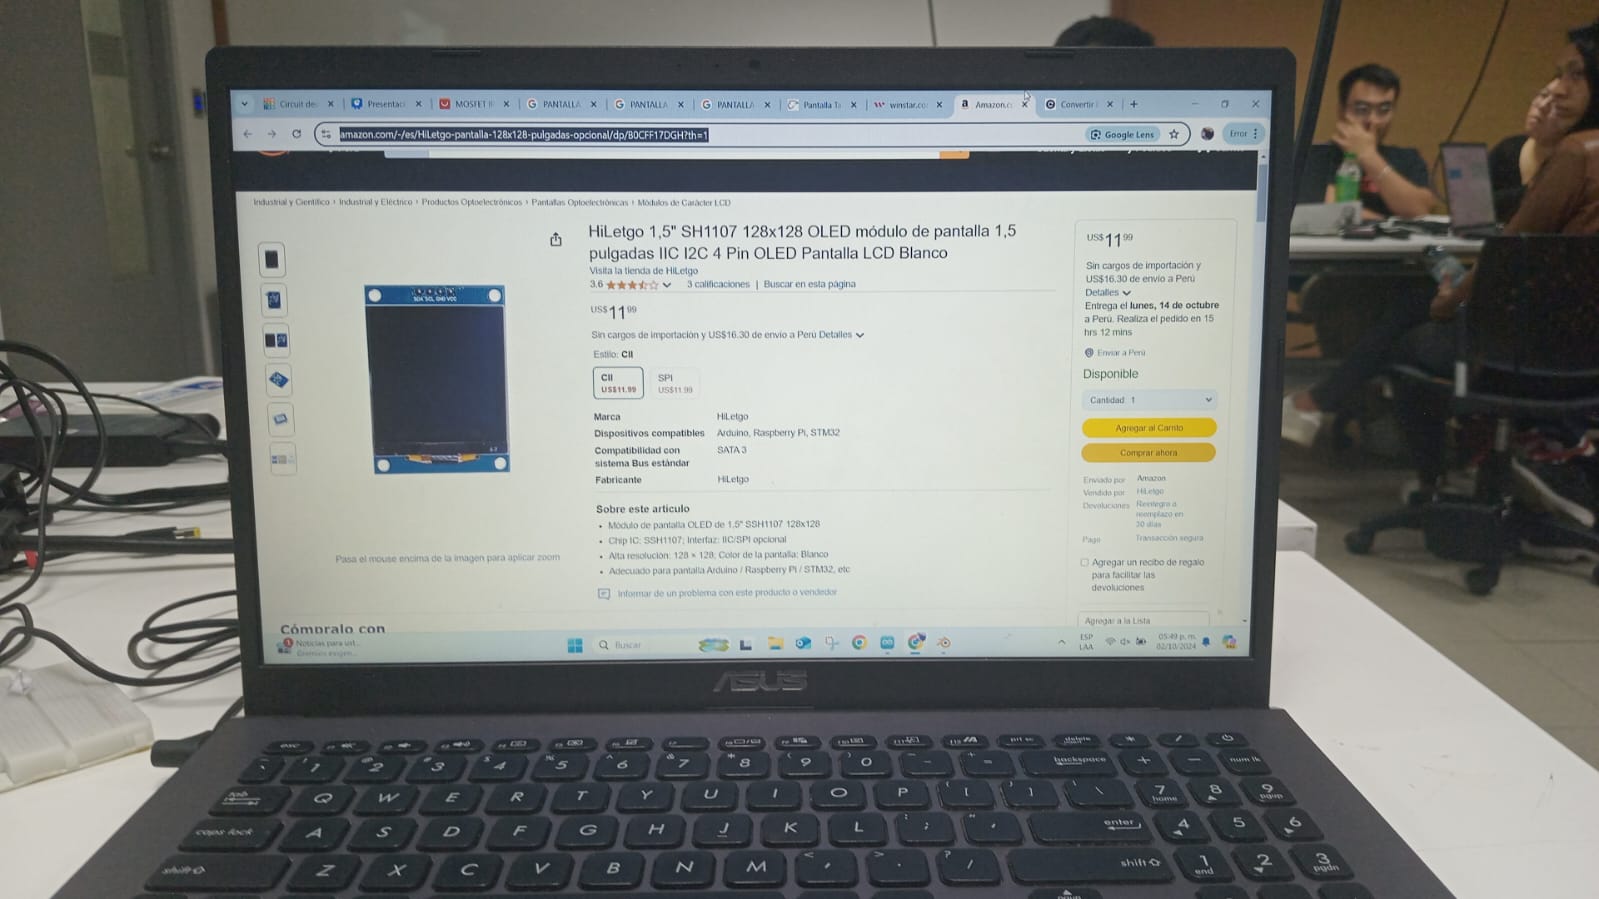 Circuit de
Presentaci
MOSFET
PANTALLA
PANTALLA
PANTALLA
Pantalla Ta
winstar.co
Amazon.c
Convertir
amazon.com/-/es/HiLetgo-pantalla-128x128-pulgadas-opcional/dp/B0CFF17DGH?th=1
Google Lens
Error
Industrial y Científico › Industrial y Eléctrico › Productos Optoelectrónicos › Pantallas Optoelectrónicas › Módulos de Carácter LCD
SDA SCL GND VCC
HiLetgo 1,5" SH1107 128x128 OLED módulo de pantalla 1,5
pulgadas IIC I2C 4 Pin OLED Pantalla LCD Blanco
Visita la tienda de HiLetgo
3.6
3 calificaciones | Buscar en esta página
US$11 99
Sin cargos de importación y US$16.30 de envío a Perú Detalles
Estilo: CII
CII
US$11.99
SPI
US$11.99
Marca HiLetgo
Dispositivos compatibles Arduino, Raspberry Pi, STM32
Compatibilidad con
sistema Bus estándar
SATA 3
Fabricante HiLetgo
Sobre este artículo
• Módulo de pantalla OLED de 1,5" SSH1107 128x128
• Chip IC: SSH1107; Interfaz: IIC/SPI opcional
• Alta resolución: 128 × 128; Color de la pantalla: Blanco
• Adecuado para pantalla Arduino / Raspberry PI / STM32, etc
Informar de un problema con este producto o vendedor
Pasa el mouse encima de la imagen para aplicar zoom
Cómpralo con
US$11 99
Sin cargos de importación y
US$16.30 de envío a Perú
Detalles
Entrega el lunes, 14 de octubre
a Perú. Realiza el pedido en 15
hrs 12 mins
Enviar a Perú
Disponible
Cantidad: 1
Agregar al Carrito
Comprar ahora
Enviado por Amazon
Vendido por HiLetgo
Devoluciones Reintegro o
reemplazo en
30 días
Pago Transacción segura
Agregar un recibo de regalo
para facilitar las
devoluciones
Agregar a la Lista
1
Noticias para ust...
Buscar
ESP
LAA
05:49 p. m.
02/10/2024
ASUS
esc
prt sc
delete
1 2 3 4 5 6 7 8 9 0 - =
backspace
+ - num lk
tab Q W E R T Y U I O P [ ] \
7 home 8 9 pgup
caps lock A S D F G H J K L ; '
enter 4 5 6
shift Z X C V B N M , . /
shift 1 end 2 3 pgdn